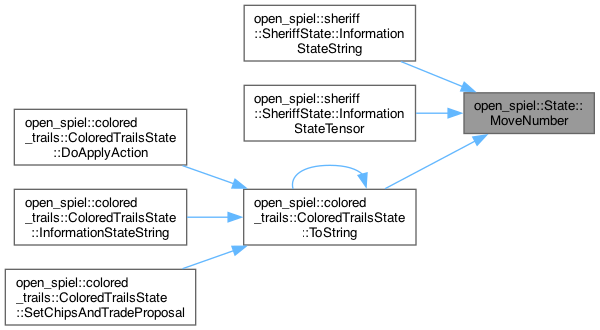 open_spiel::sheriff
::SheriffState::Information
StateString
open_spiel::sheriff
::SheriffState::Information
StateTensor
open_spiel::State::
MoveNumber
open_spiel::colored
_trails::ColoredTrailsState
::DoApplyAction
open_spiel::colored
_trails::ColoredTrailsState
::InformationStateString
open_spiel::colored
_trails::ColoredTrailsState
::ToString
open_spiel::colored
_trails::ColoredTrailsState
::SetChipsAndTradeProposal